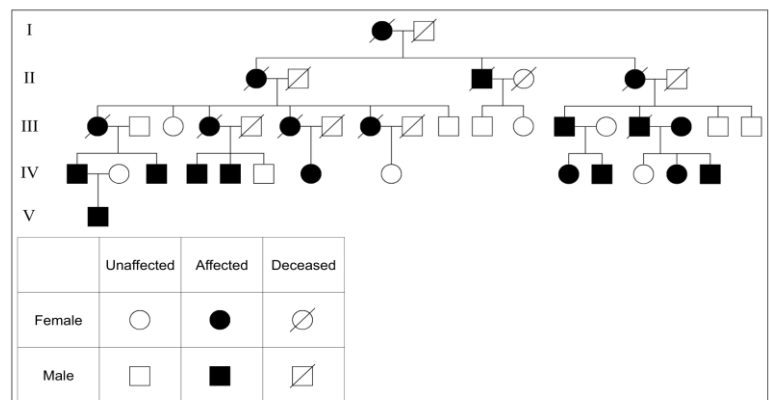 I
II
III
IV
V
Unaffected Affected Deceased
Female
Male